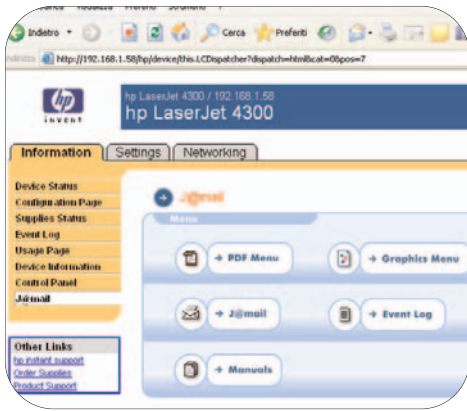 Indietro
Cerca
Preferiti
http://192.168.1.58/hp/device/this.LCDispatcher?dispatch=html&cat=0&pos=7
hp
invent
hp LaserJet 4300 / 192.168.1.58
hp LaserJet 4300
Information
Settings
Networking
Device Status
Configuration Page
Supplies Status
Event Log
Usage Page
Device Information
Control Panel
J@mail
J@mail
Menu
PDF Menu
Graphics Menu
J@mail
Event Log
Manuals
Other Links
hp instant support
Order Supplies
Product Support